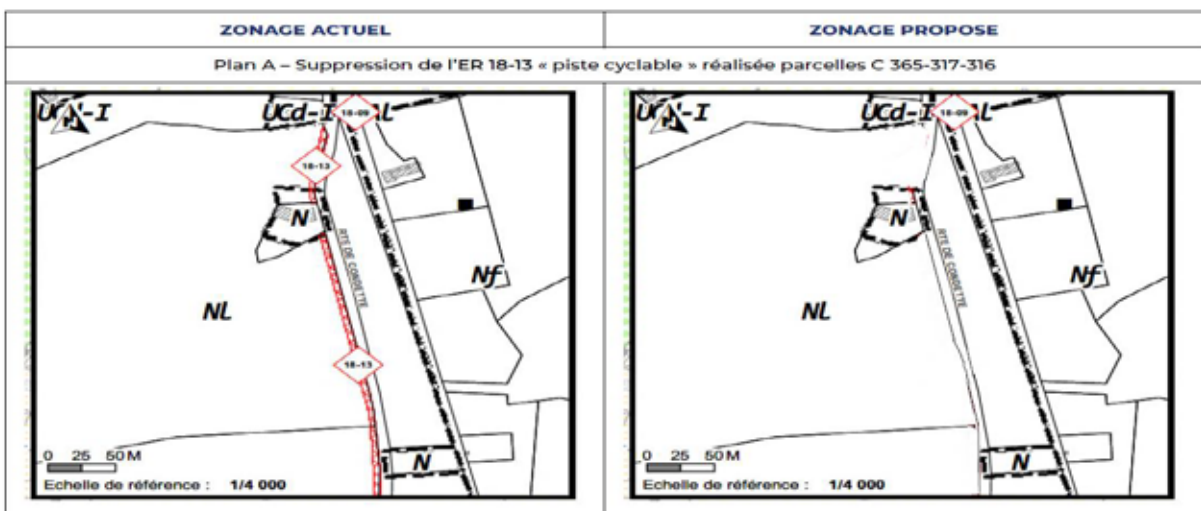 ZONAGE ACTUEL
ZONAGE PROPOSE
Plan A – Suppression de l'ER 18-13 « piste cyclable » réalisée parcelles C 365-317-316
UCd-I
18-09
18-13
N
RTE DE CONDETTE
Nf
NL
18-13
N
0 25 50 M
Echelle de référence : 1/4 000
UCd-I
18-09
N
RTE DE CONDETTE
Nf
NL
N
0 25 50 M
Echelle de référence : 1/4 000